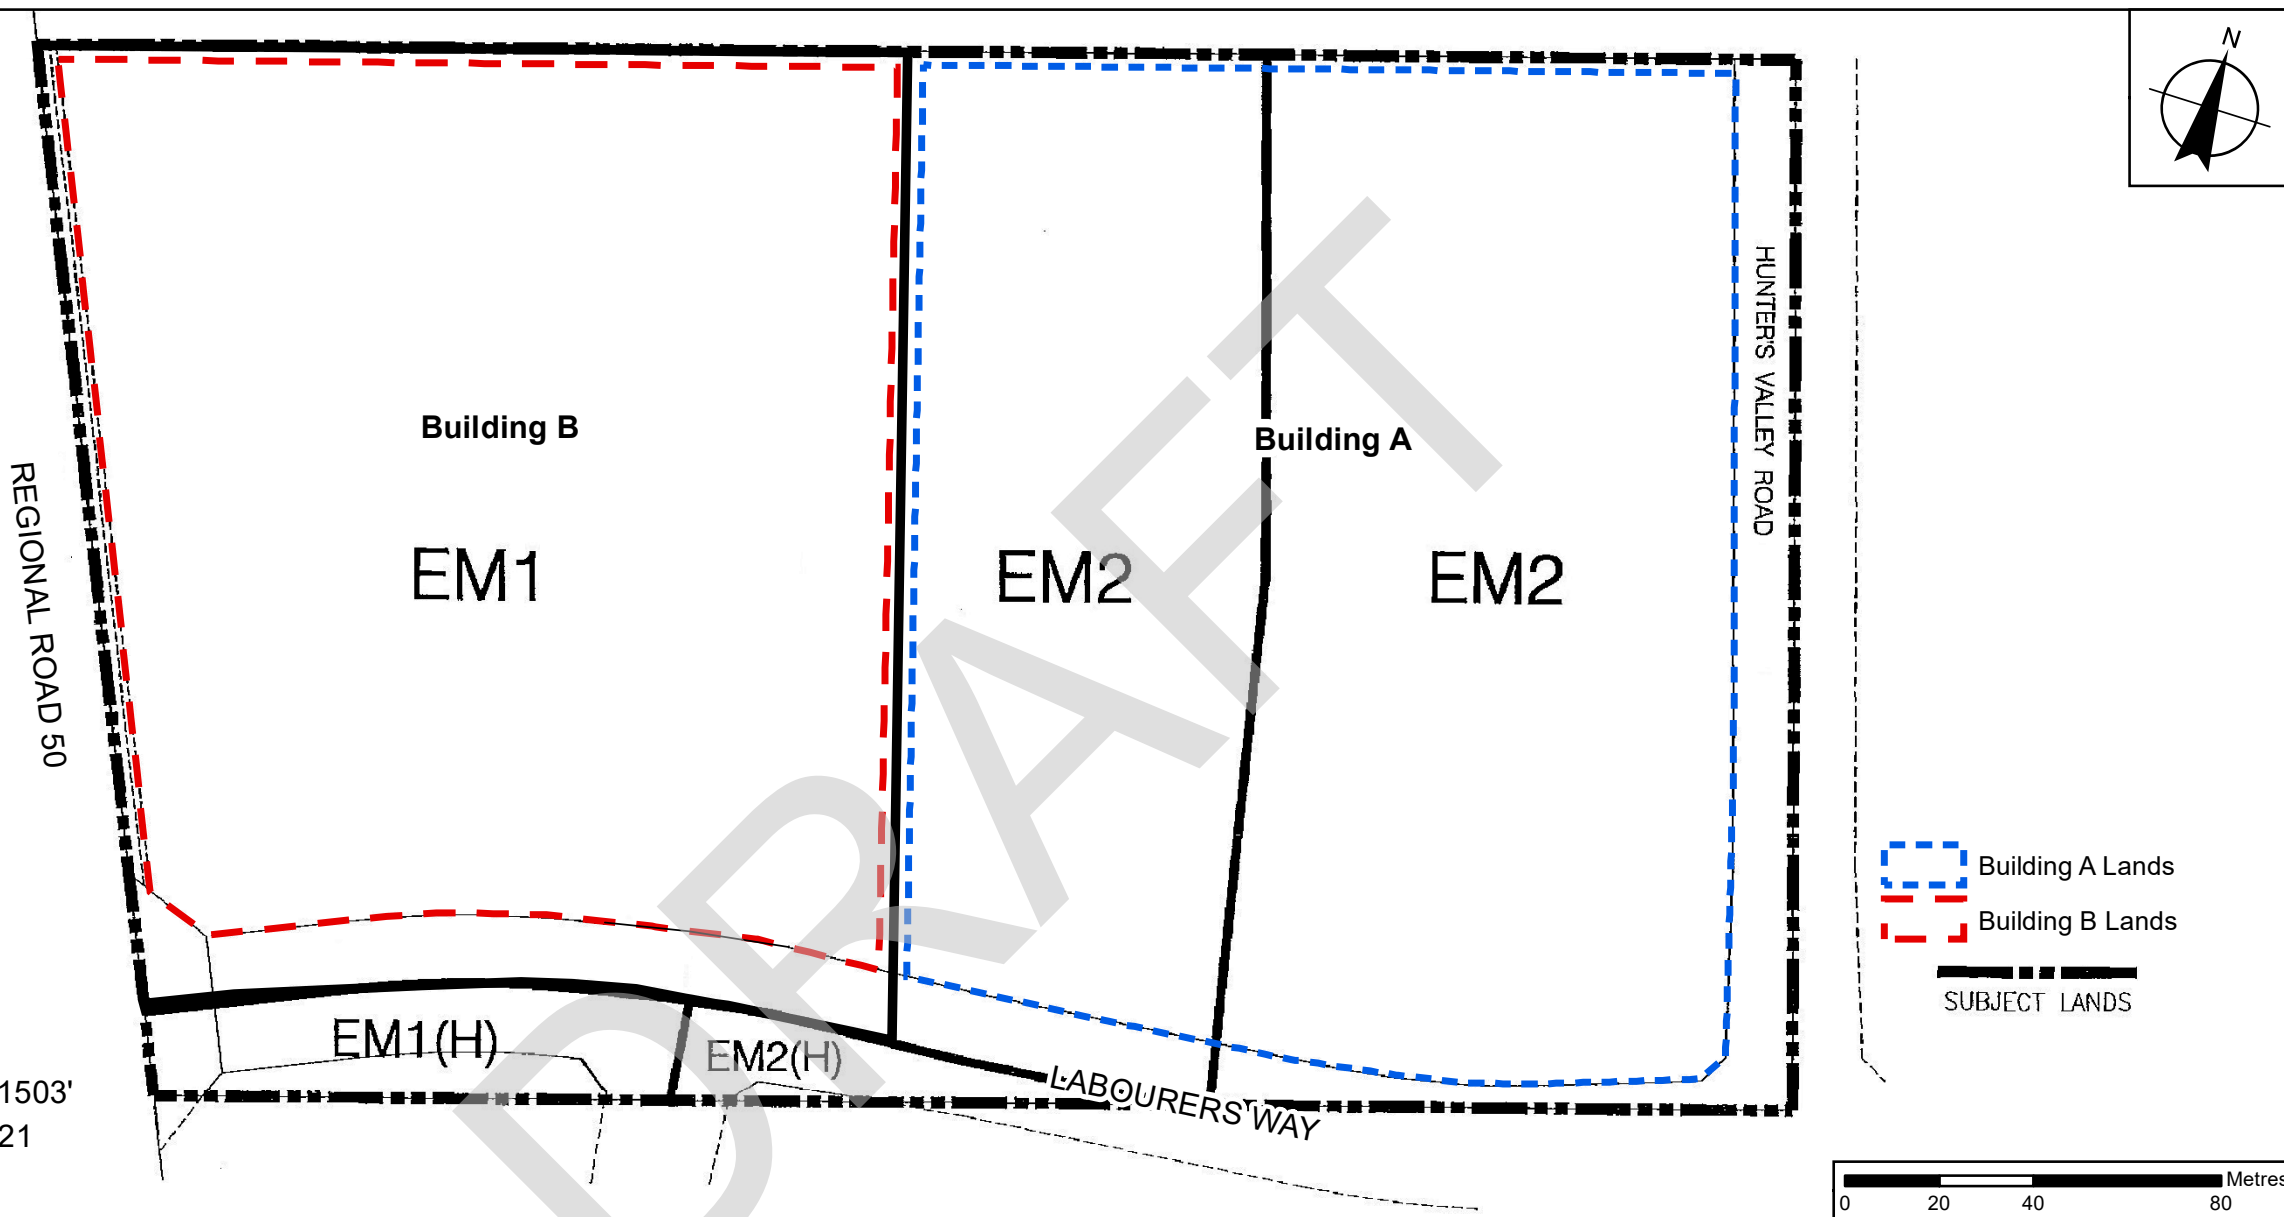 N
Building B
Building A
HUNTER'S VALLEY ROAD
REGIONAL ROAD 50
EM1
EM2
EM2
DRAFT
Building A Lands
Building B Lands
SUBJECT LANDS
EM1(H)
EM2(H)
LABOURERS WAY
1503'
21
Metres
0 20 40 80